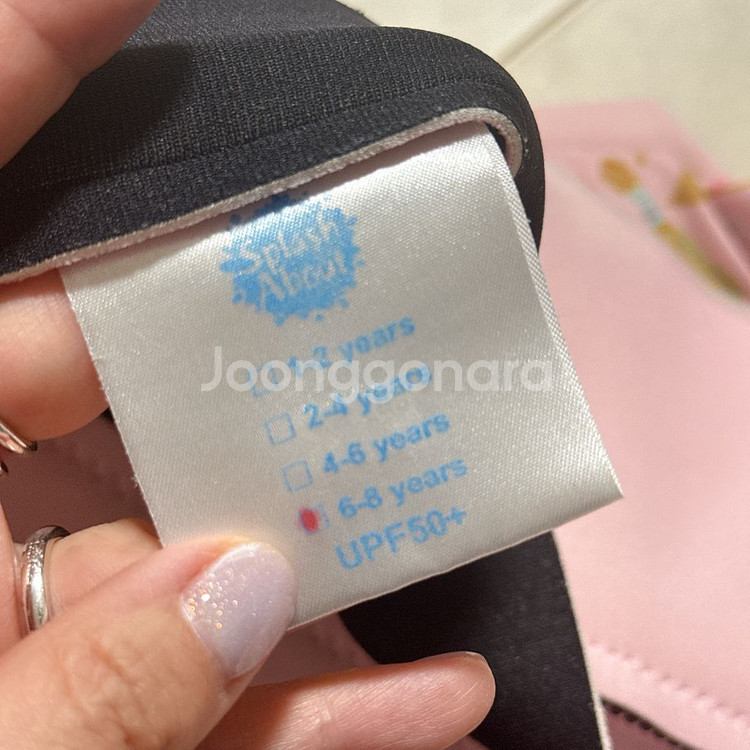 Splash
About
1-2 years
Joonggonara
2-4 years
4-6 years
6-8 years
UPF50+